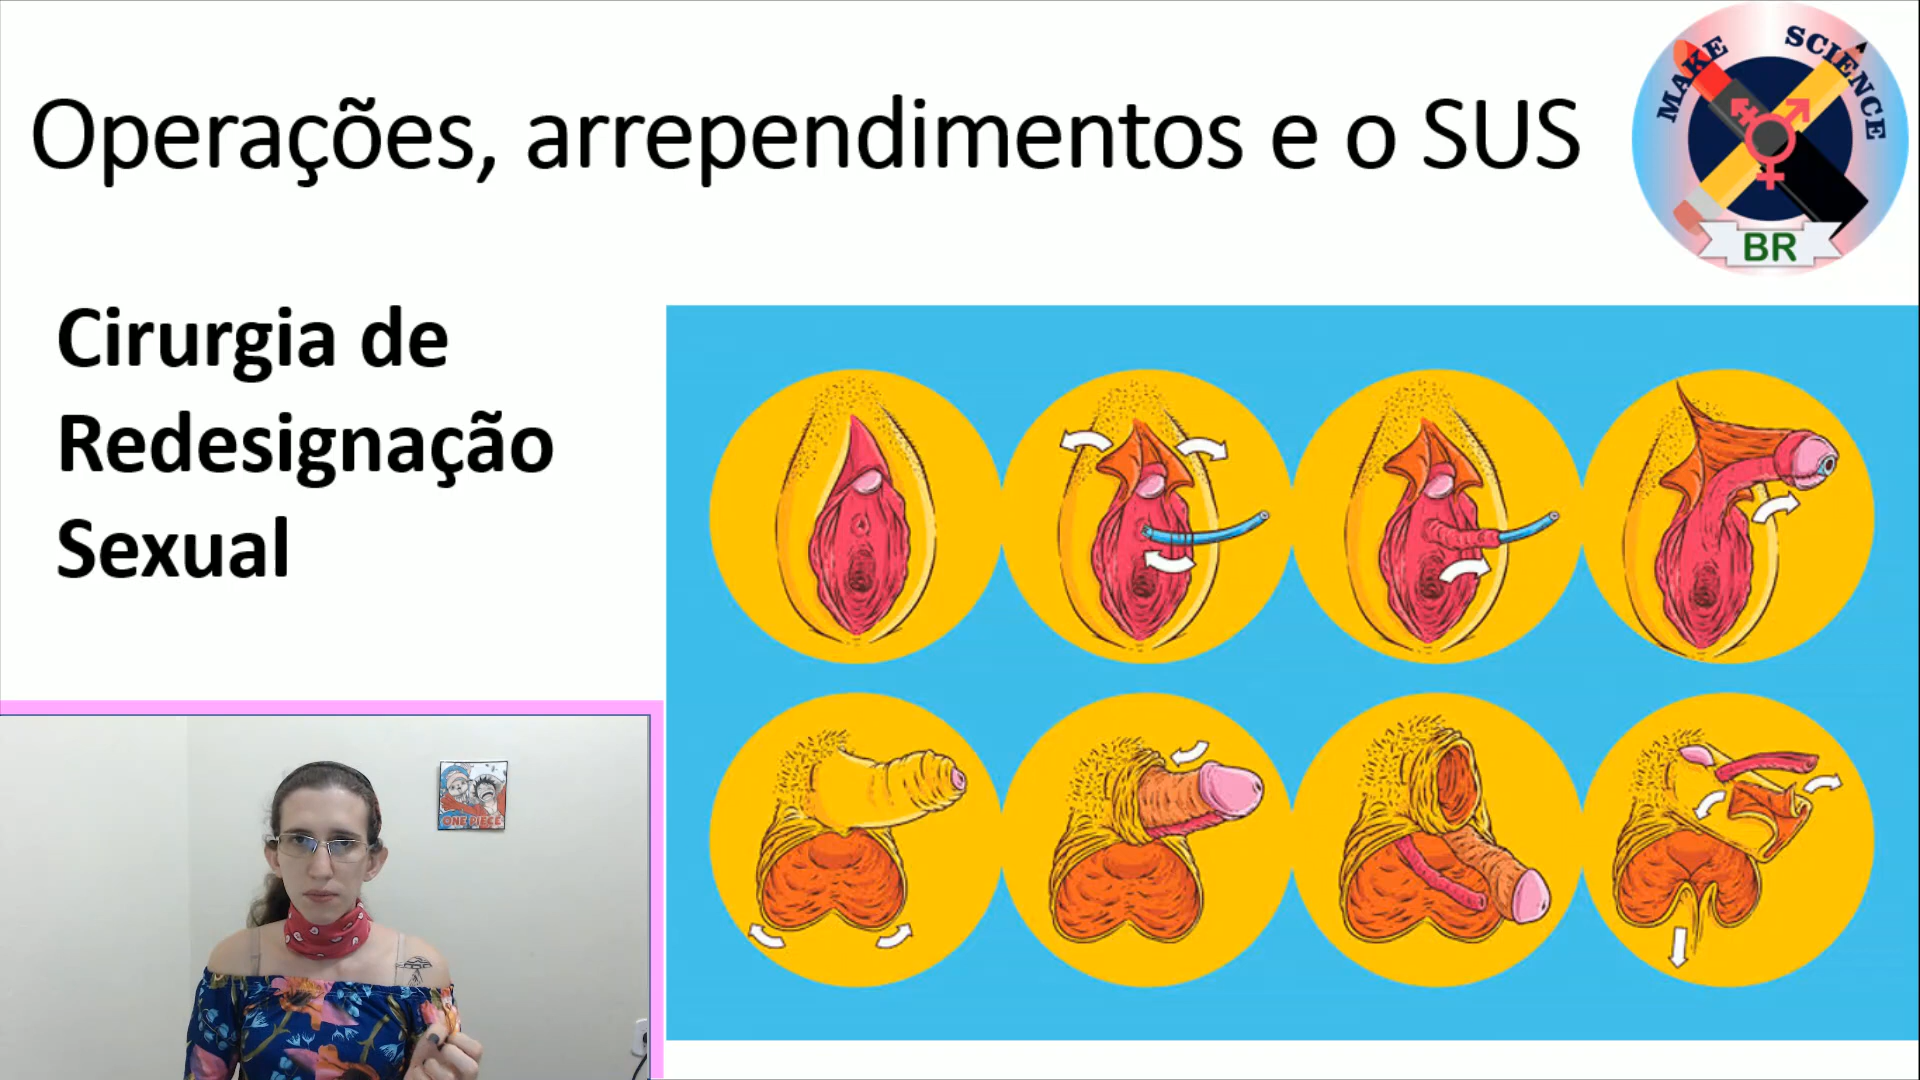 Operações, arrependimentos e o SUS
MAKE SCIENCE
BR
Cirurgia de
Redesignação
Sexual
ONE PIECE